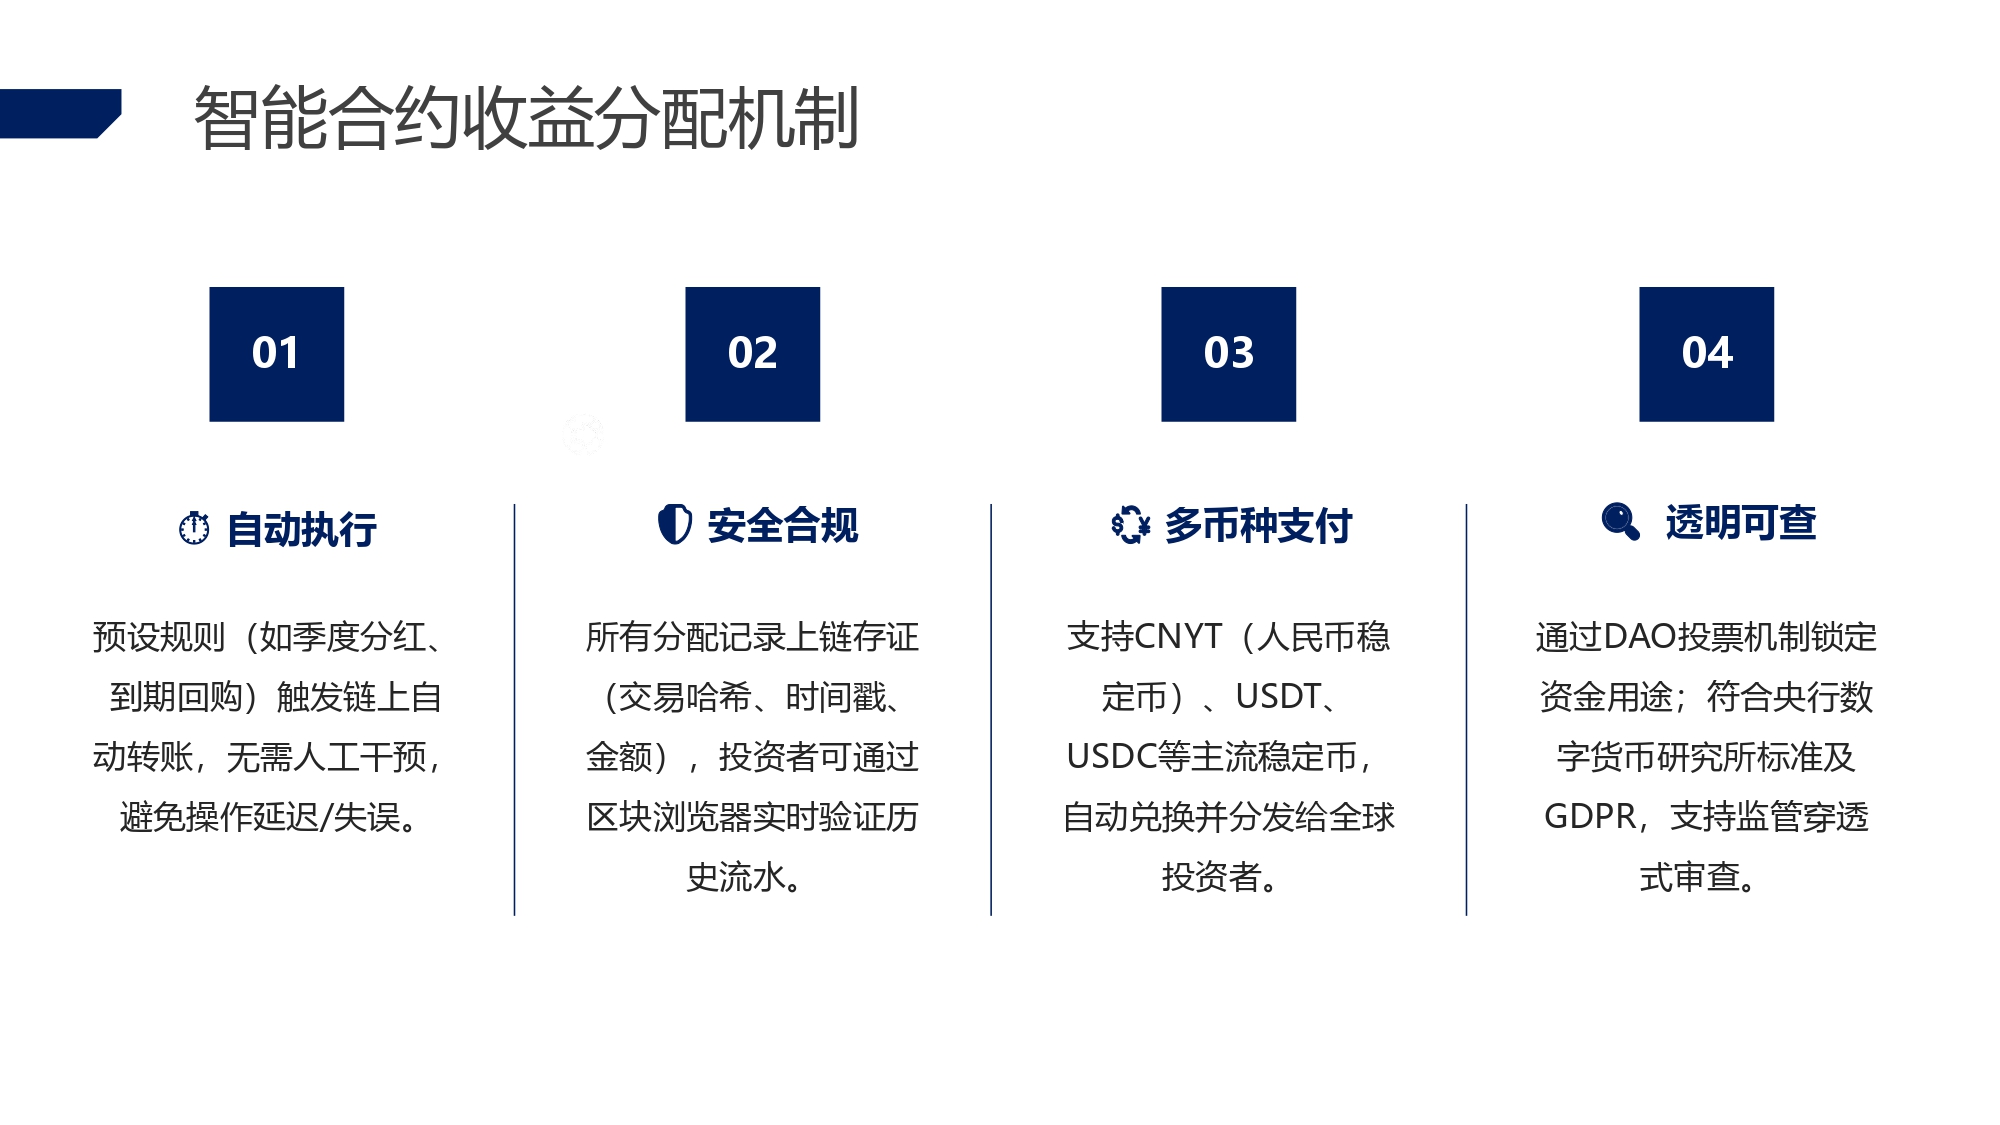 智能合约收益分配机制
01
自动执行
预设规则（如季度分红、
到期回购）触发链上自
动转账，无需人工干预，
避免操作延迟/失误。
02
安全合规
所有分配记录上链存证
（交易哈希、时间戳、
金额），投资者可通过
区块浏览器实时验证历
史流水。
03
多币种支付
支持CNYT（人民币稳
定币）、USDT、
USDC等主流稳定币，
自动兑换并分发给全球
投资者。
04
透明可查
通过DAO投票机制锁定
资金用途；符合央行数
字货币研究所标准及
GDPR，支持监管穿透
式审查。